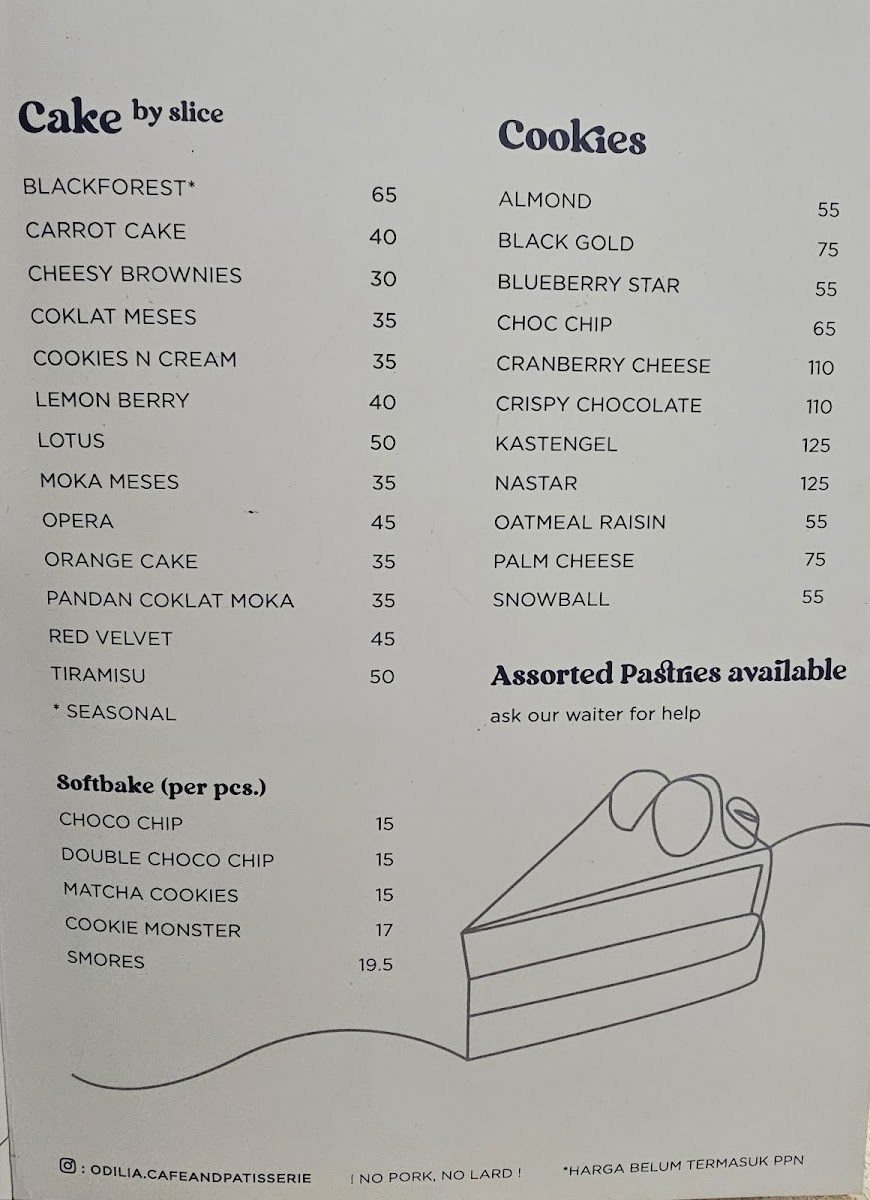 Cake by slice
BLACKFOREST* 65
CARROT CAKE 40
CHEESY BROWNIES 30
COKLAT MESES 35
COOKIES N CREAM 35
LEMON BERRY 40
LOTUS 50
MOKA MESES 35
OPERA 45
ORANGE CAKE 35
PANDAN COKLAT MOKA 35
RED VELVET 45
TIRAMISU 50
* SEASONAL
Softbake (per pcs.)
CHOCO CHIP 15
DOUBLE CHOCO CHIP 15
MATCHA COOKIES 15
COOKIE MONSTER 17
SMORES 19.5
Cookies
ALMOND 55
BLACK GOLD 75
BLUEBERRY STAR 55
CHOC CHIP 65
CRANBERRY CHEESE 110
CRISPY CHOCOLATE 110
KASTENGEL 125
NASTAR 125
OATMEAL RAISIN 55
PALM CHEESE 75
SNOWBALL 55
Assorted Pastries available
ask our waiter for help
: ODILIA.CAFEANDPATISSERIE ! NO PORK, NO LARD ! *HARGA BELUM TERMASUK PPN